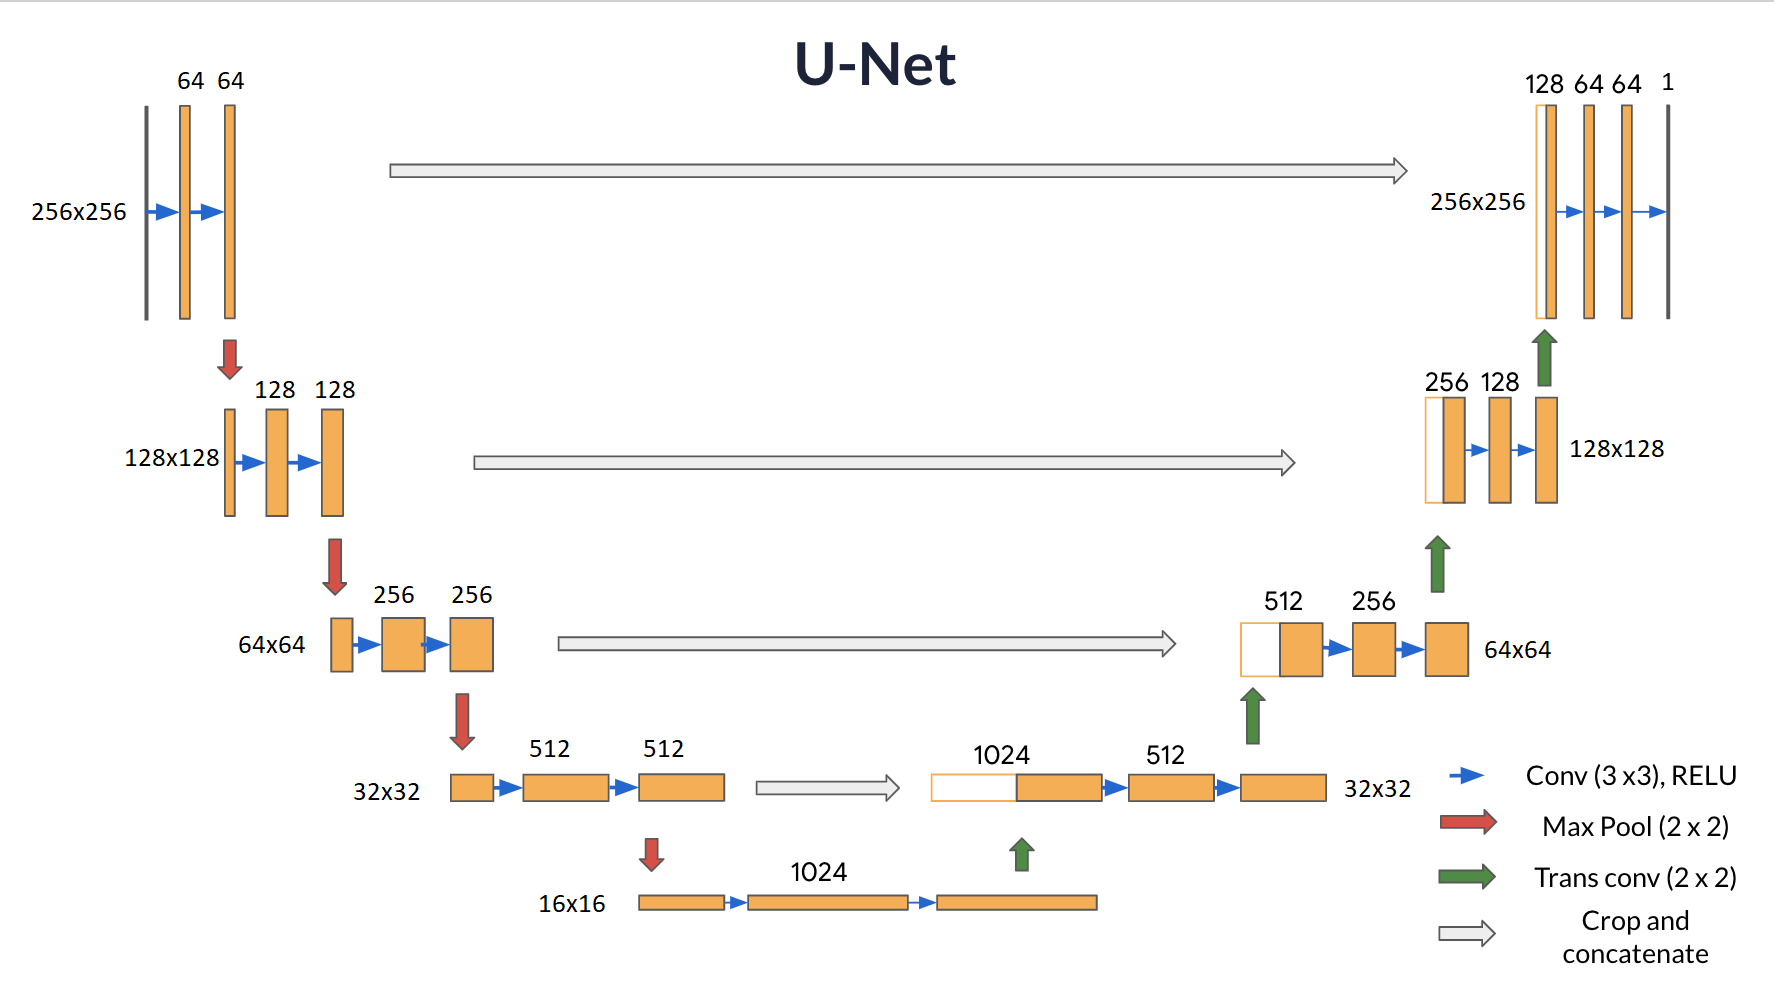 U-Net
64 64
128 64 64 1
256x256
256x256
128 128
256 128
128x128
128x128
256 256
512 256
64x64
64x64
512 512
1024 512
32x32
32x32
1024
16x16
Conv (3 x3), RELU
Max Pool (2 x 2)
Trans conv (2 x 2)
Crop and
concatenate